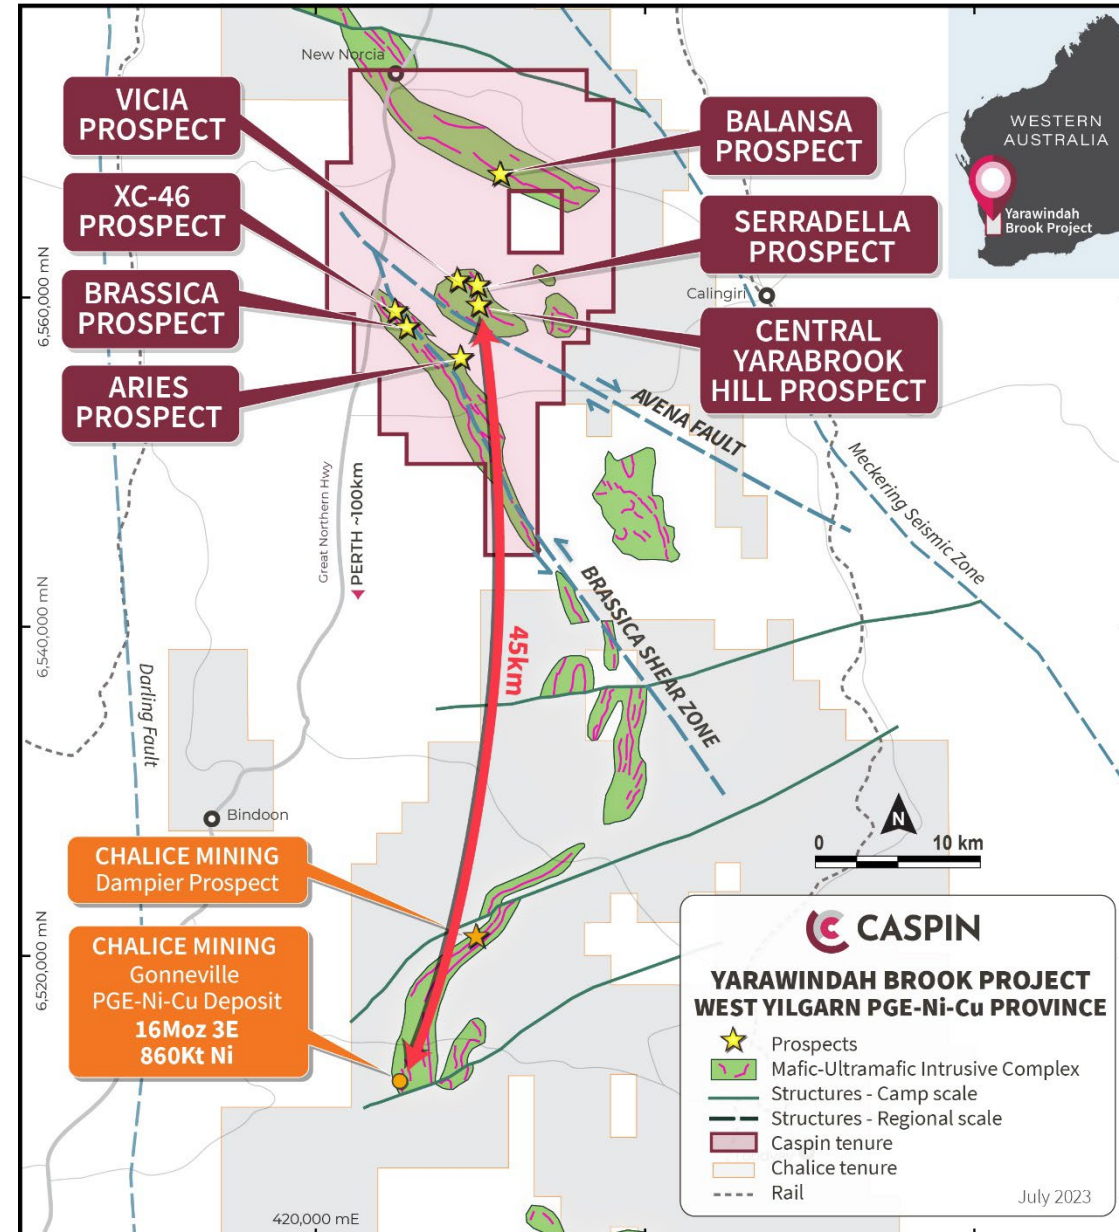 New Norcia
VICIA
PROSPECT
XC-46
PROSPECT
BRASSICA
PROSPECT
ARIES
PROSPECT
BALANSA
PROSPECT
SERRADELLA
PROSPECT
CENTRAL
YARABROOK
HILL PROSPECT
WESTERN
AUSTRALIA
Yarawindah
Brook Project
Calingiri
6,560,000 mN
6,540,000 mN
6,520,000 mN
420,000 mE
AVENA FAULT
Meckering Seismic Zone
BRASSICA SHEAR ZONE
Great Northern Hwy
PERTH ~100km
45km
Darling Fault
Bindoon
CHALICE MINING
Dampier Prospect
CHALICE MINING
Gonneville
PGE-Ni-Cu Deposit
16Moz 3E
860Kt Ni
N
0 10 km
CASPIN
YARAWINDAH BROOK PROJECT
WEST YILGARN PGE-Ni-Cu PROVINCE
Prospects
Mafic-Ultramafic Intrusive Complex
Structures - Camp scale
Structures - Regional scale
Caspin tenure
Chalice tenure
Rail
July 2023